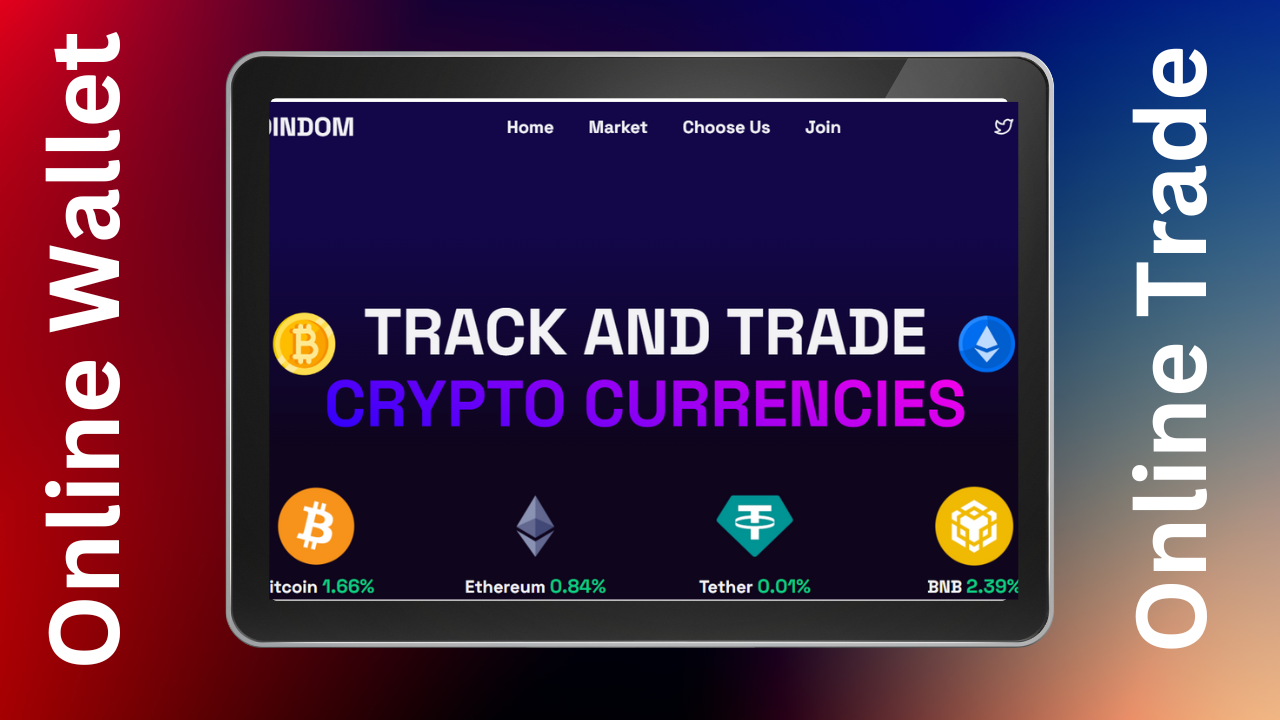 Online Wallet
OINDOM
Home Market Choose Us Join
TRACK AND TRADE
CRYPTO CURRENCIES
itcoin 1.66%
Ethereum 0.84%
Tether 0.01%
BNB 2.39%
Online Trade